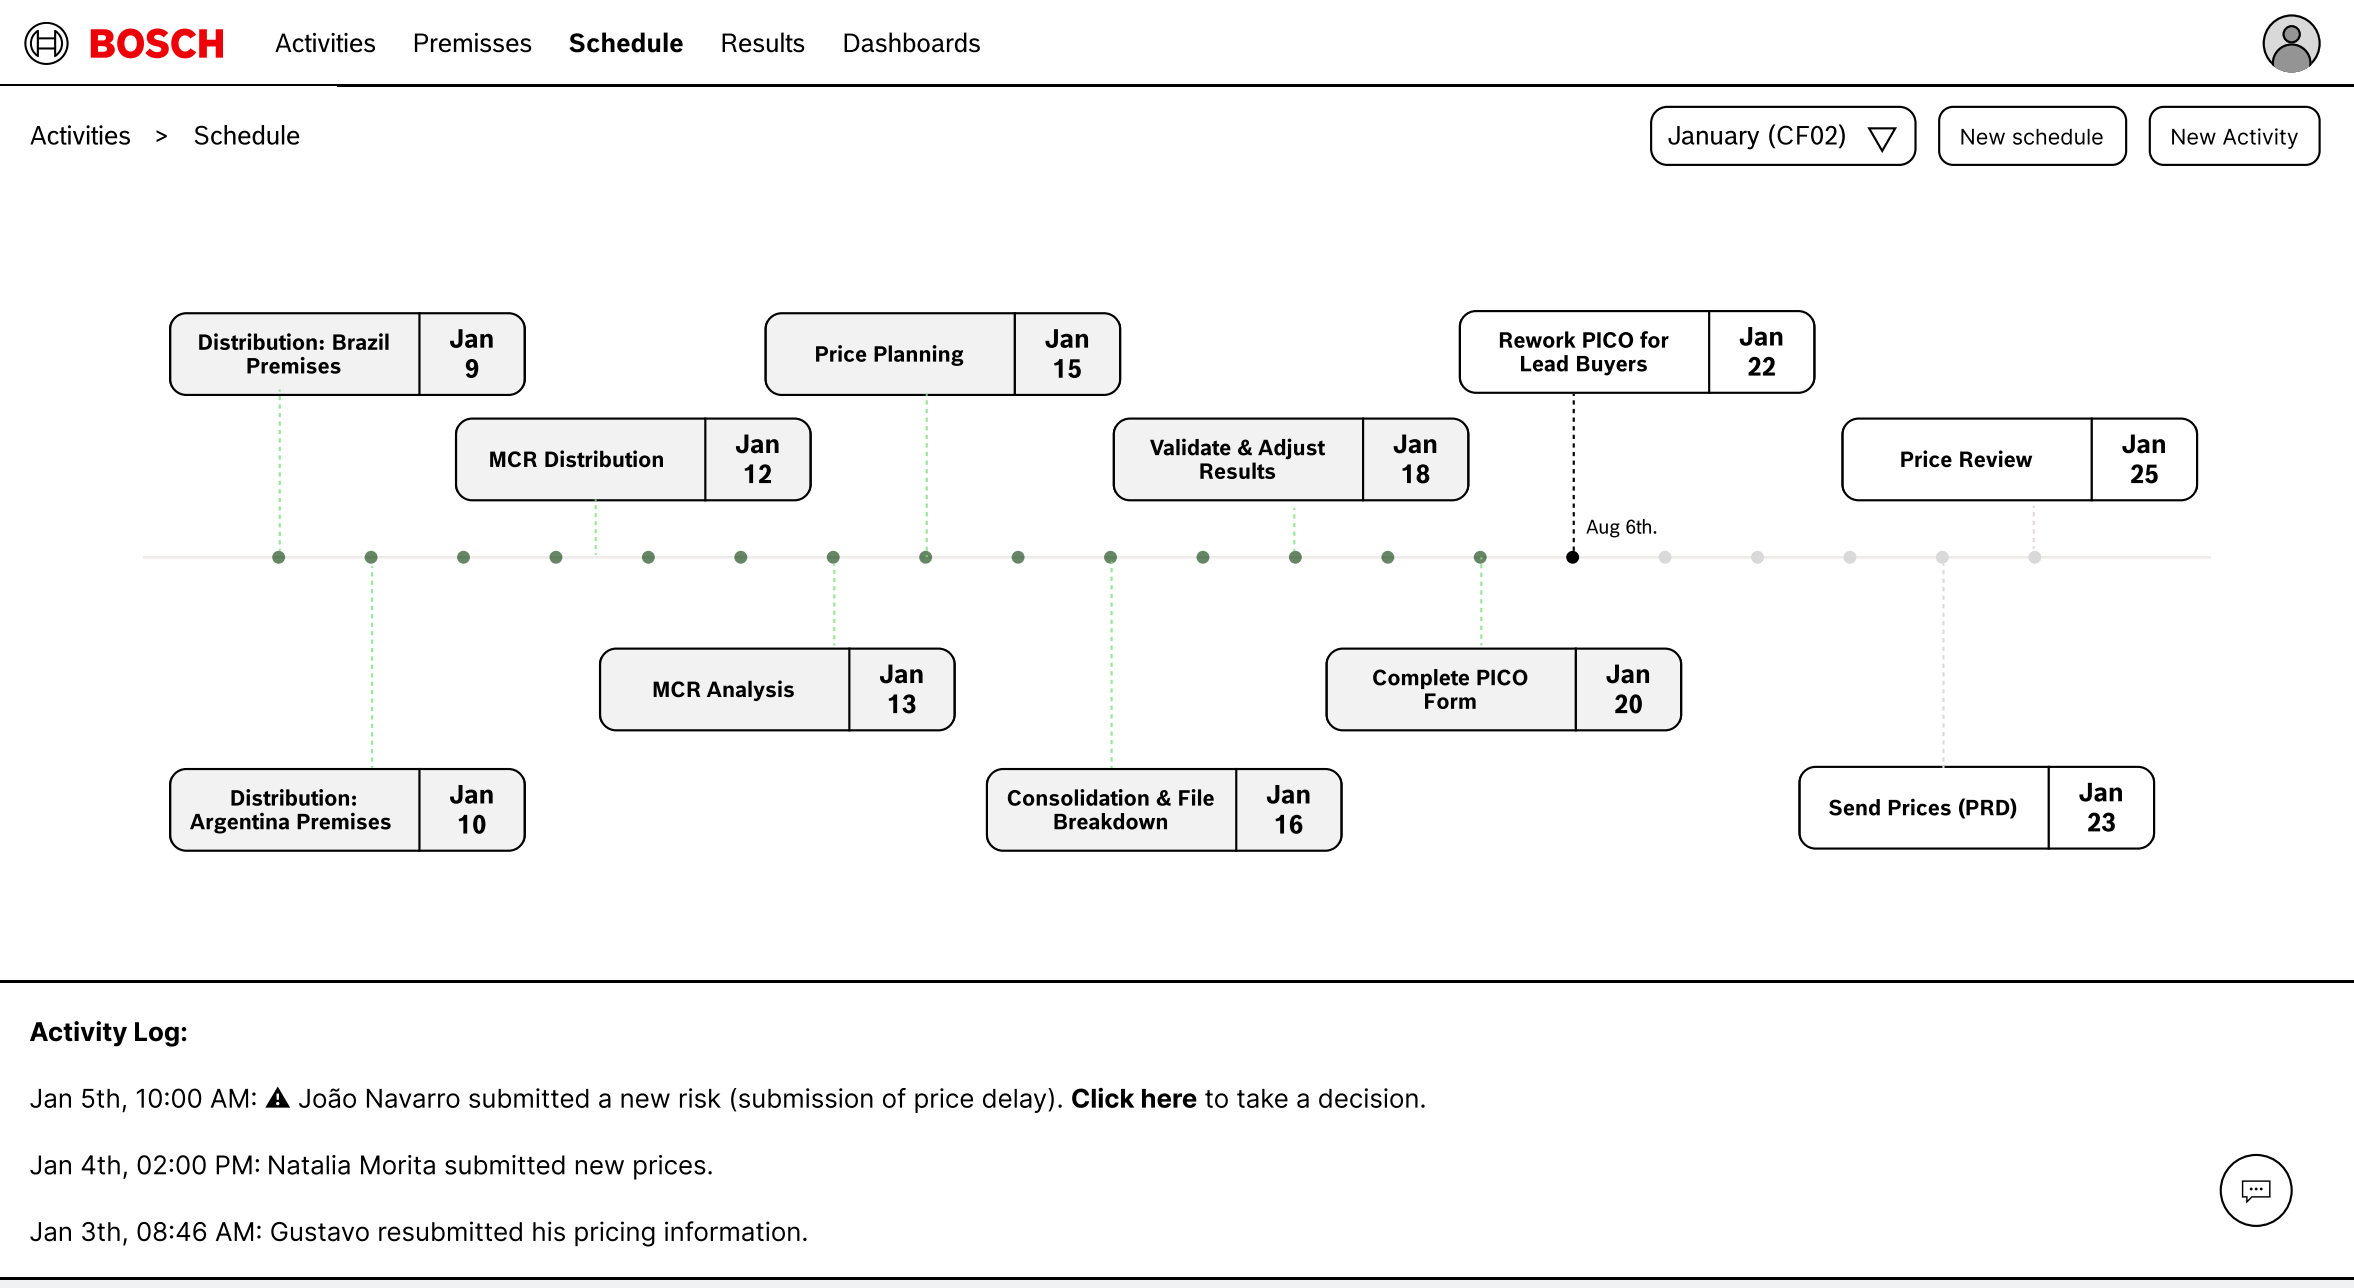 BOSCH Activities Premisses Schedule Results Dashboards
Activities > Schedule
January (CF02) New schedule New Activity
Distribution: Brazil
Premises
Jan
9
Price Planning
Jan
15
Rework PICO for
Lead Buyers
Jan
22
MCR Distribution
Jan
12
Validate & Adjust
Results
Jan
18
Price Review
Jan
25
Aug 6th.
MCR Analysis
Jan
13
Complete PICO
Form
Jan
20
Distribution:
Argentina Premises
Jan
10
Consolidation & File
Breakdown
Jan
16
Send Prices (PRD)
Jan
23
Activity Log:
Jan 5th, 10:00 AM: João Navarro submitted a new risk (submission of price delay). Click here to take a decision.
Jan 4th, 02:00 PM: Natalia Morita submitted new prices.
Jan 3th, 08:46 AM: Gustavo resubmitted his pricing information.